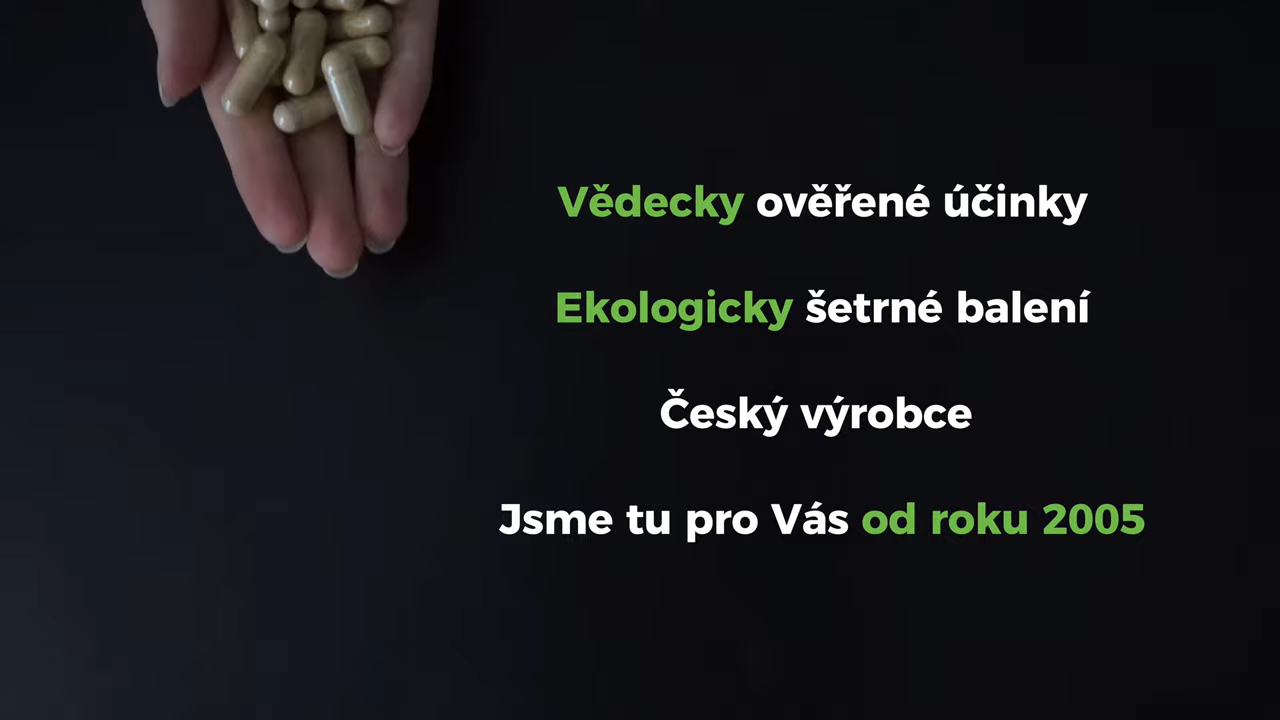 Vědecky ověřené účinky
Ekologicky šetrné balení
Český výrobce
Jsme tu pro Vás od roku 2005